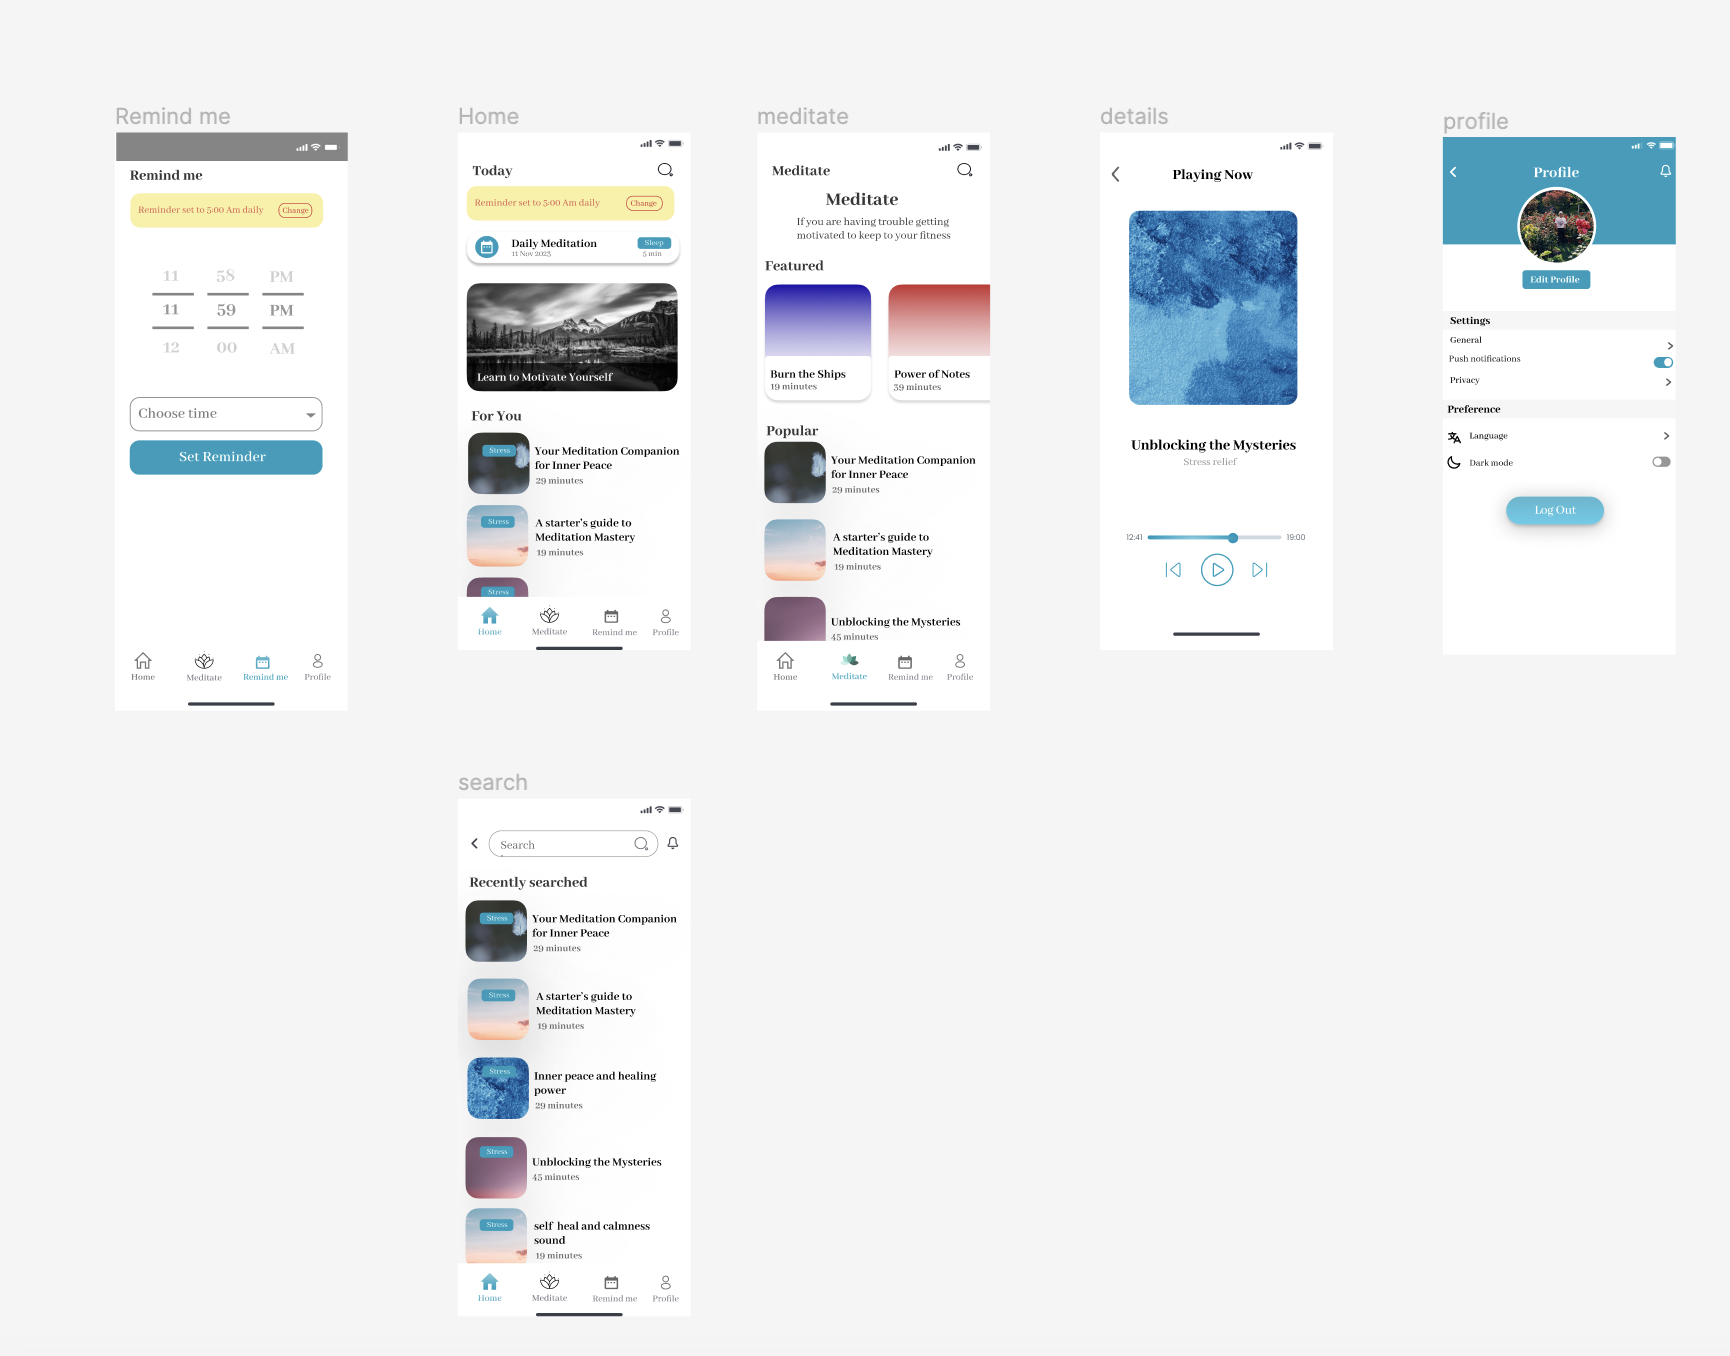 Remind me
Remind me
Reminder set to 5:00 Am daily
Change
11 58 PM
11 59 PM
12 00 AM
Choose time
Set Reminder
Home
Meditate
Remind me
Profile
Home
Today
Reminder set to 5:00 Am daily
Change
Daily Meditation
11 Nov 2023
Sleep
5 min
Learn to Motivate Yourself
For You
Stress
Your Meditation Companion
for Inner Peace
29 minutes
Stress
A starter's guide to
Meditation Mastery
19 minutes
Stress
Home
Meditate
Remind me
Profile
meditate
Meditate
Meditate
If you are having trouble getting
motivated to keep to your fitness
Featured
Burn the Ships
19 minutes
Power of Notes
39 minutes
Popular
Your Meditation Companion
for Inner Peace
29 minutes
A starter's guide to
Meditation Mastery
19 minutes
Unblocking the Mysteries
45 minutes
Home
Meditate
Remind me
Profile
details
Playing Now
Unblocking the Mysteries
Stress relief
12:41
19:00
profile
Profile
Edit Profile
Settings
General
Push notifications
Privacy
Preference
Language
Dark mode
Log Out
search
Search
Recently searched
Stress
Your Meditation Companion
for Inner Peace
29 minutes
Stress
A starter's guide to
Meditation Mastery
19 minutes
Stress
Inner peace and healing
power
29 minutes
Stress
Unblocking the Mysteries
45 minutes
Stress
self heal and calmness
sound
19 minutes
Home
Meditate
Remind me
Profile